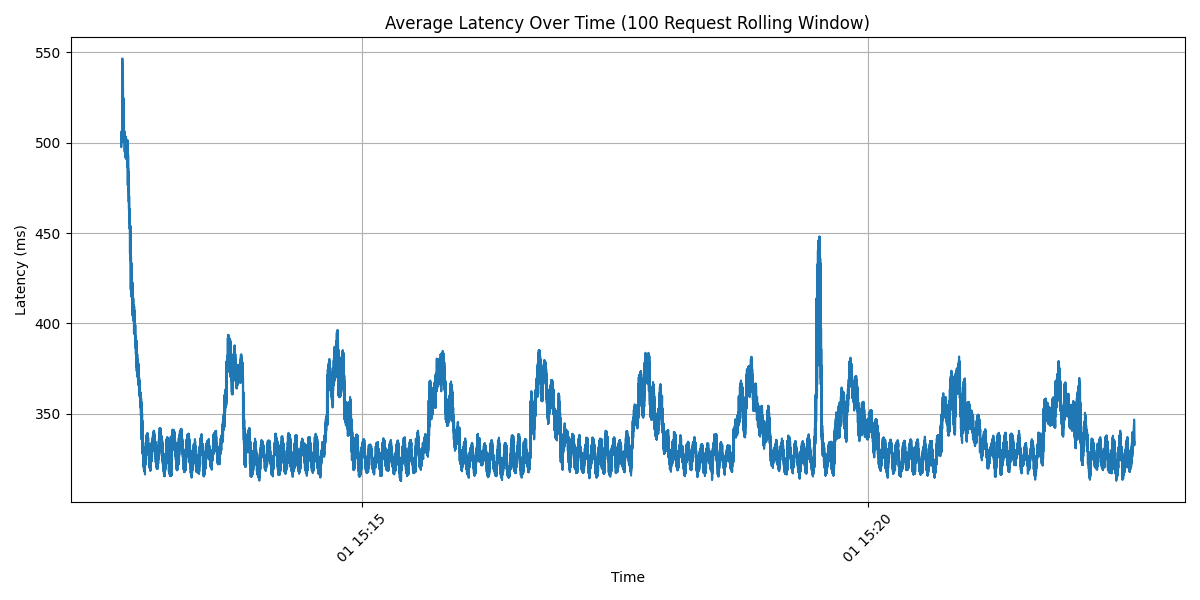 Average Latency Over Time (100 Request Rolling Window)
550
500
450
400
350
Latency (ms)
01 15:15
01 15:20
Time